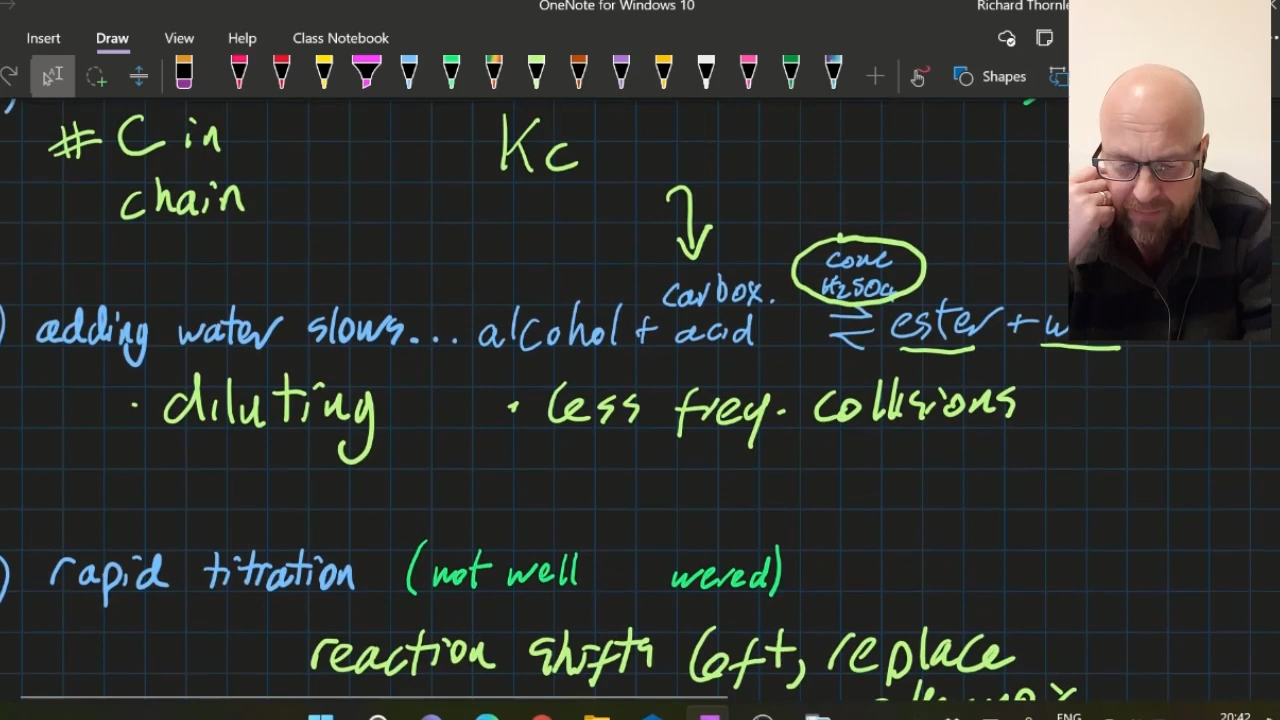 OneNote for Windows 10
Richard Thornle
Insert Draw View Help Class Notebook
Shapes
# C in
chain
Kc
conc
H2SO4
carbox.
) adding water slows... alcohol + acid ⇌ ester + w
· diluting · less freq. collisions
) rapid titration (not well wered)
reaction shifts left, replace
ENG
20:42